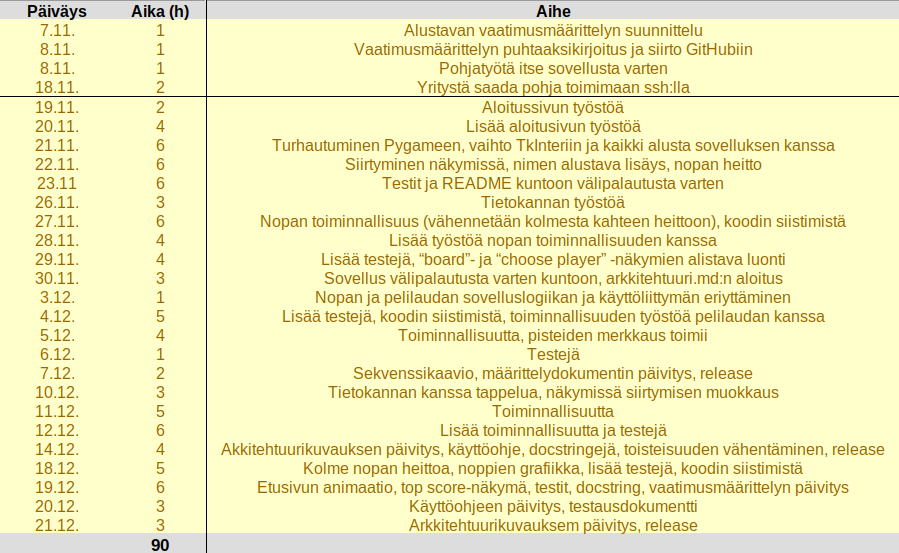 Päiväys Aika (h) Aihe
7.11. 1 Alustavan vaatimusmäärittelyn suunnittelu
8.11. 1 Vaatimusmäärittelyn puhtaaksikirjoitus ja siirto GitHubiin
8.11. 1 Pohjatyötä itse sovellusta varten
18.11. 2 Yritystä saada pohja toimimaan ssh:lla
19.11. 2 Aloitussivun työstöä
20.11. 4 Lisää aloitusivun työstöä
21.11. 6 Turhautuminen Pygameen, vaihto TkInteriin ja kaikki alusta sovelluksen kanssa
22.11. 6 Siirtyminen näkymissä, nimen alustava lisäys, nopan heitto
23.11 6 Testit ja README kuntoon välipalautusta varten
26.11. 3 Tietokannan työstöä
27.11. 6 Nopan toiminnallisuus (vähennetään kolmesta kahteen heittoon), koodin siistimistä
28.11. 4 Lisää työstöä nopan toiminnallisuuden kanssa
29.11. 4 Lisää testejä, “board”- ja “choose player” -näkymien alistava luonti
30.11. 3 Sovellus välipalautusta varten kuntoon, arkkitehtuuri.md:n aloitus
3.12. 1 Nopan ja pelilaudan sovelluslogiikan ja käyttöliittymän eriyttäminen
4.12. 5 Lisää testejä, koodin siistimistä, toiminnallisuuden työstöä pelilaudan kanssa
5.12. 4 Toiminnallisuutta, pisteiden merkkaus toimii
6.12. 1 Testejä
7.12. 2 Sekvenssikaavio, määrittelydokumentin päivitys, release
10.12. 3 Tietokannan kanssa tappelua, näkymissä siirtymisen muokkaus
11.12. 5 Toiminnallisuutta
12.12. 6 Lisää toiminnallisuutta ja testejä
14.12. 4 Akkitehtuurikuvauksen päivitys, käyttöohje, docstringejä, toisteisuuden vähentäminen, release
18.12. 5 Kolme nopan heittoa, noppien grafiikka, lisää testejä, koodin siistimistä
19.12. 6 Etusivun animaatio, top score-näkymä, testit, docstring, vaatimusmäärittelyn päivitys
20.12. 3 Käyttöohjeen päivitys, testausdokumentti
21.12. 3 Arkkitehtuurikuvauksem päivitys, release
90